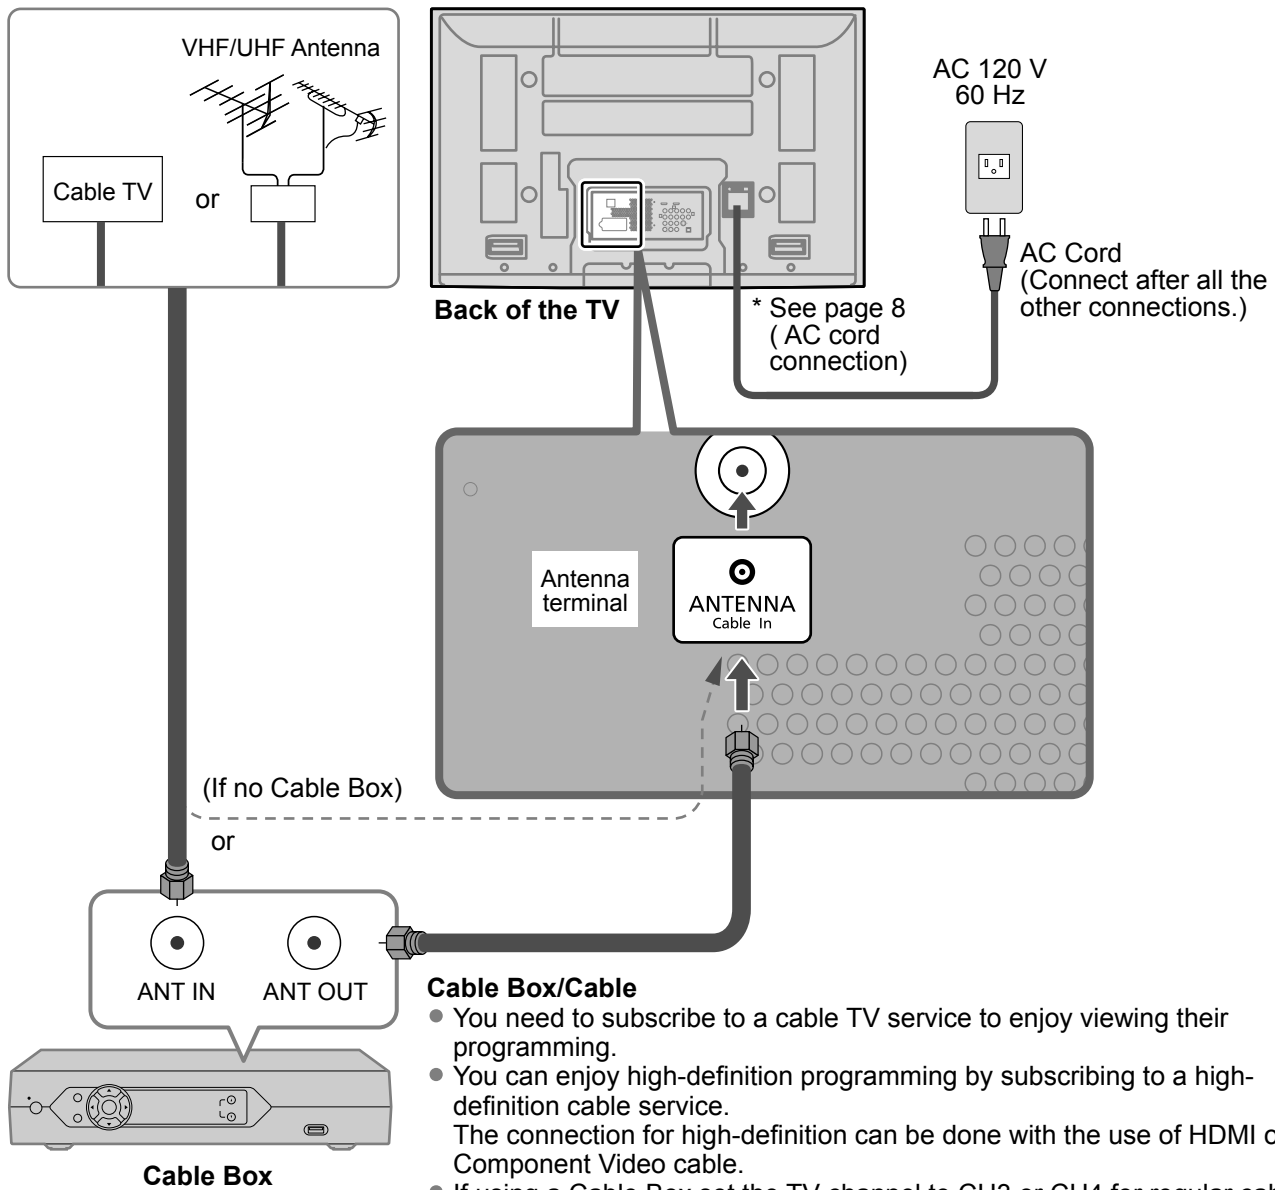 VHF/UHF Antenna
Cable TV
or
Back of the TV
AC 120 V
60 Hz
AC Cord
(Connect after all the
other connections.)
* See page 8
( AC cord
connection)
Antenna
terminal
ANTENNA
Cable In
(If no Cable Box)
or
ANT IN
ANT OUT
Cable Box
Cable Box/Cable
● You need to subscribe to a cable TV service to enjoy viewing their
programming.
● You can enjoy high-definition programming by subscribing to a high-
definition cable service.
The connection for high-definition can be done with the use of HDMI
Component Video cable.
● If using a Cable Box set the TV channel to CH3 or CH4 for regular